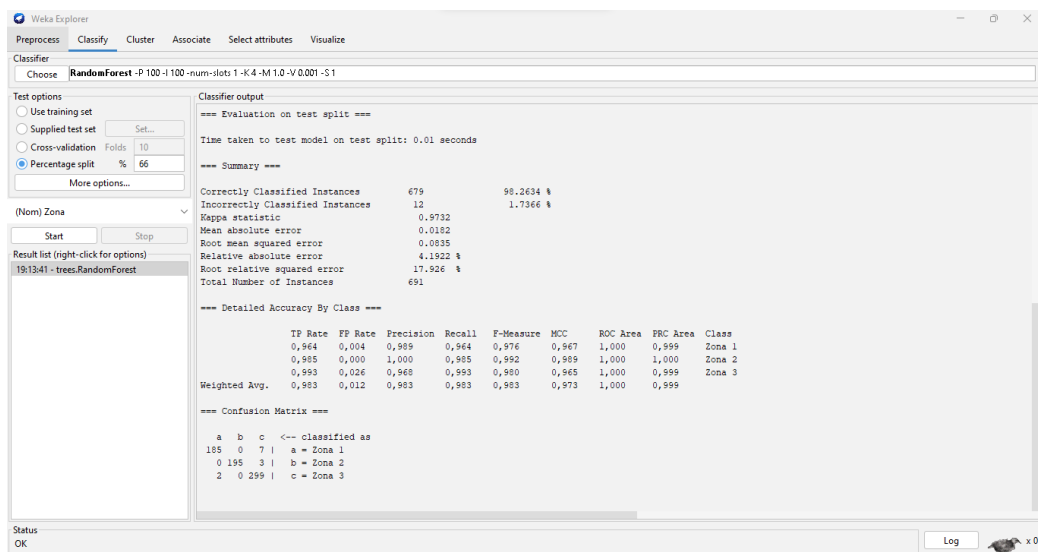 Weka Explorer
Preprocess Classify Cluster Associate Select attributes Visualize
Classifier
Choose RandomForest -P 100 -I 100 -num-slots 1 -K 4 -M 1.0 -V 0.001 -S 1
Test options
Use training set
Supplied test set Set...
Cross-validation Folds 10
Percentage split % 66
More options...
(Nom) Zona
Start Stop
Result list (right-click for options)
19:13:41 - trees.RandomForest
Classifier output
=== Evaluation on test split ===
Time taken to test model on test split: 0.01 seconds
=== Summary ===
Correctly Classified Instances 679 98.2634 %
Incorrectly Classified Instances 12 1.7366 %
Kappa statistic 0.9732
Mean absolute error 0.0182
Root mean squared error 0.0835
Relative absolute error 4.1922 %
Root relative squared error 17.926 %
Total Number of Instances 691
=== Detailed Accuracy By Class ===
TP Rate FP Rate Precision Recall F-Measure MCC ROC Area PRC Area Class
0,964 0,004 0,989 0,964 0,976 0,967 1,000 0,999 Zona 1
0,985 0,000 1,000 0,985 0,992 0,989 1,000 1,000 Zona 2
0,993 0,026 0,968 0,993 0,980 0,965 1,000 0,999 Zona 3
Weighted Avg. 0,983 0,012 0,983 0,983 0,983 0,973 1,000 0,999
=== Confusion Matrix ===
a b c <-- classified as
185 0 7 | a = Zona 1
0 195 3 | b = Zona 2
2 0 299 | c = Zona 3
Status
OK
Log
x 0